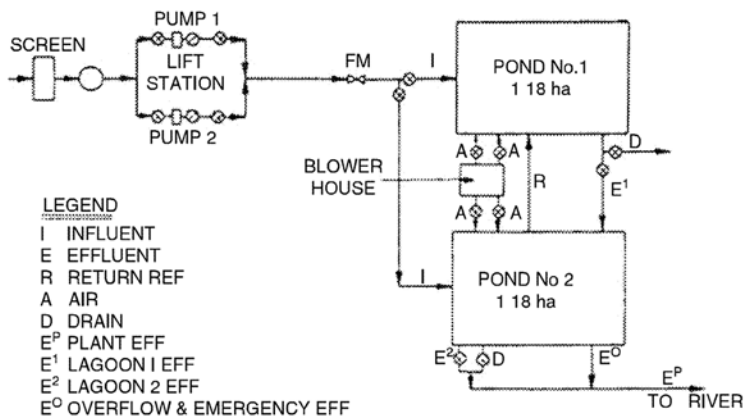 PUMP 1
SCREEN
LIFT
STATION
PUMP 2
FM
I
POND No.1
1 18 ha
A
A
D
BLOWER
HOUSE
R
E¹
A
A
I
POND No 2
1 18 ha
E²
D
E⁰
Eᴾ
TO RIVER
LEGEND
I INFLUENT
E EFFLUENT
R RETURN REF
A AIR
D DRAIN
Eᴾ PLANT EFF
E¹ LAGOON I EFF
E² LAGOON 2 EFF
E⁰ OVERFLOW & EMERGENCY EFF